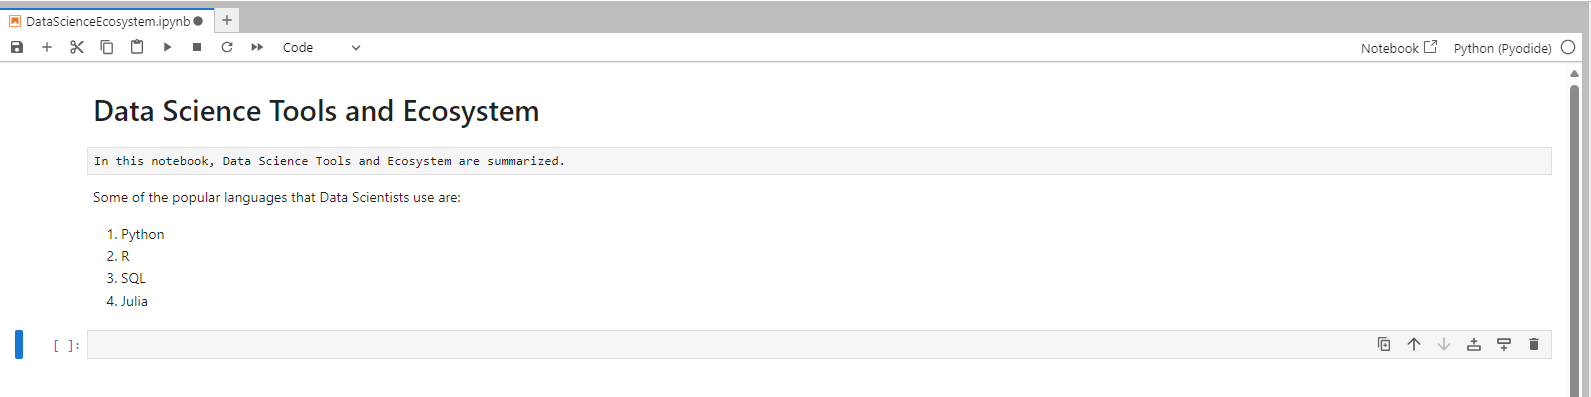 DataScienceEcosystem.ipynb
Code
Notebook
Python (Pyodide)
Data Science Tools and Ecosystem
In this notebook, Data Science Tools and Ecosystem are summarized.
Some of the popular languages that Data Scientists use are:
1. Python
2. R
3. SQL
4. Julia
[ ]: